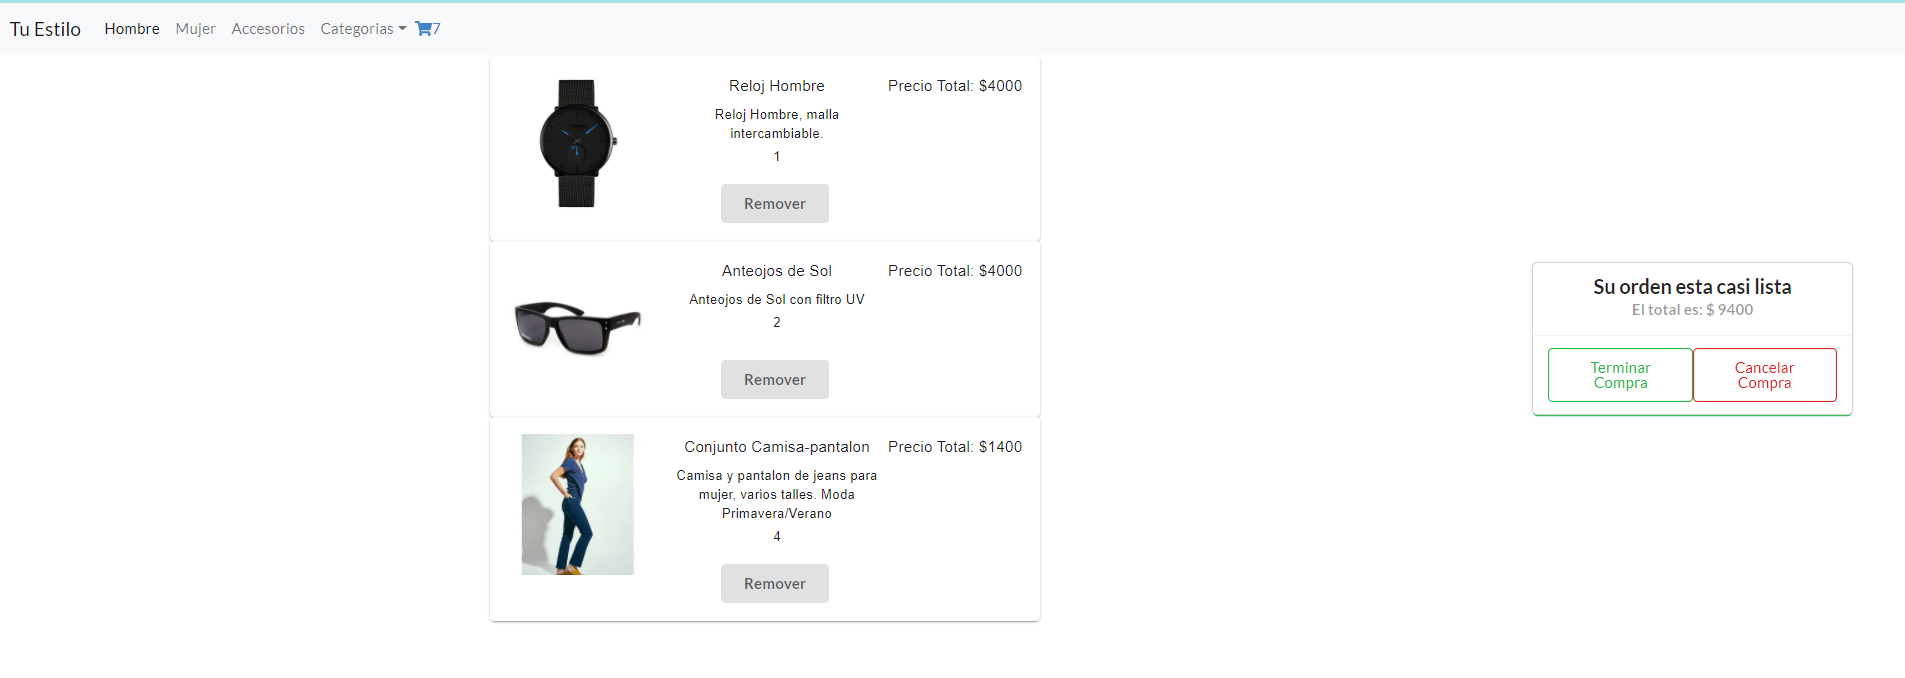 Tu Estilo Hombre Mujer Accesorios Categorias 7
Reloj Hombre
Precio Total: $4000
Reloj Hombre, malla
intercambiable.
1
Remover
Anteojos de Sol
Precio Total: $4000
Anteojos de Sol con filtro UV
2
Remover
Conjunto Camisa-pantalon
Precio Total: $1400
Camisa y pantalon de jeans para
mujer, varios talles. Moda
Primavera/Verano
4
Remover
Su orden esta casi lista
El total es: $ 9400
Terminar
Compra
Cancelar
Compra